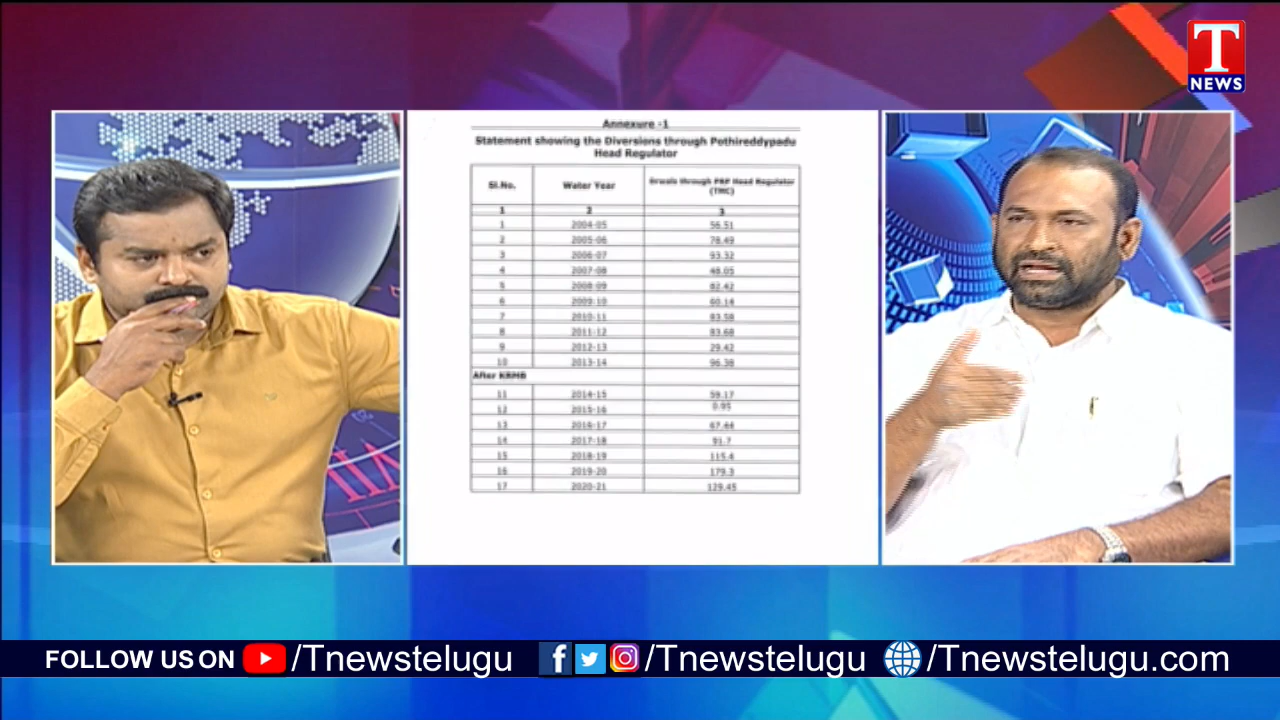 T
NEWS
Annexure -1
Statement showing the Diversions through Pothireddypadu
Head Regulator
Sl.No. Water Year Drwals through PRP Head Regulator
(TMC)
1 2 3
1 2004-05 56.51
2 2005-06 78.49
3 2006-07 93.32
4 2007-08 48.05
5 2008-09 82.42
6 2009-10 60.14
7 2010-11 83.58
8 2011-12 83.68
9 2012-13 29.42
10 2013-14 96.38
After KRMB
11 2014-15 59.17
12 2015-16 0.95
13 2016-17 67.44
14 2017-18 91.7
15 2018-19 115.4
16 2019-20 179.3
17 2020-21 129.45
FOLLOW US ON /Tnewstelugu /Tnewstelugu /Tnewstelugu.com